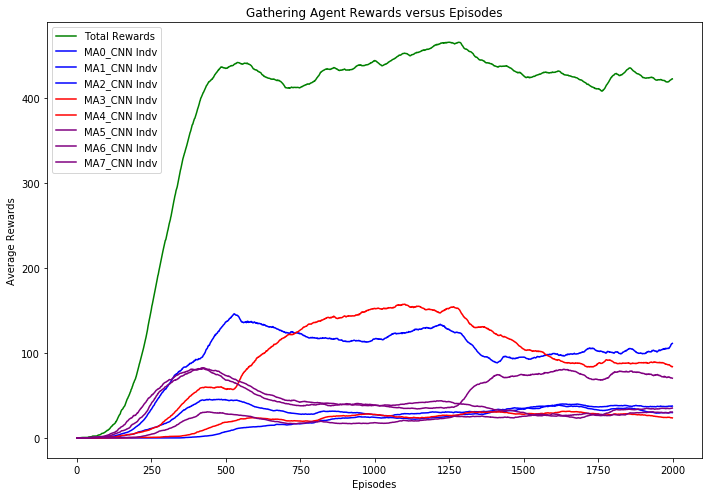 Gathering Agent Rewards versus Episodes
Total Rewards
MA0_CNN Indv
MA1_CNN Indv
MA2_CNN Indv
MA3_CNN Indv
MA4_CNN Indv
MA5_CNN Indv
MA6_CNN Indv
MA7_CNN Indv
Average Rewards
400
300
200
100
0
0 250 500 750 1000 1250 1500 1750 2000
Episodes